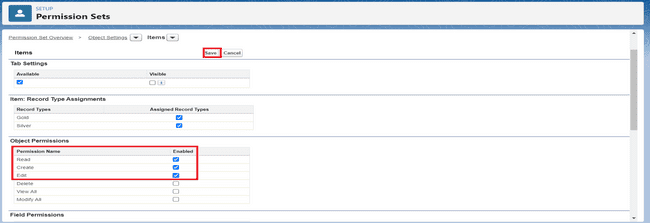 SETUP
Permission Sets
Permission Set Overview > Object Settings Items
Items Save Cancel
Tab Settings
Available Visible
Item: Record Type Assignments
Record Types Assigned Record Types
Gold
Silver
Object Permissions
Permission Name Enabled
Read
Create
Edit
Delete
View All
Modify All
Field Permissions